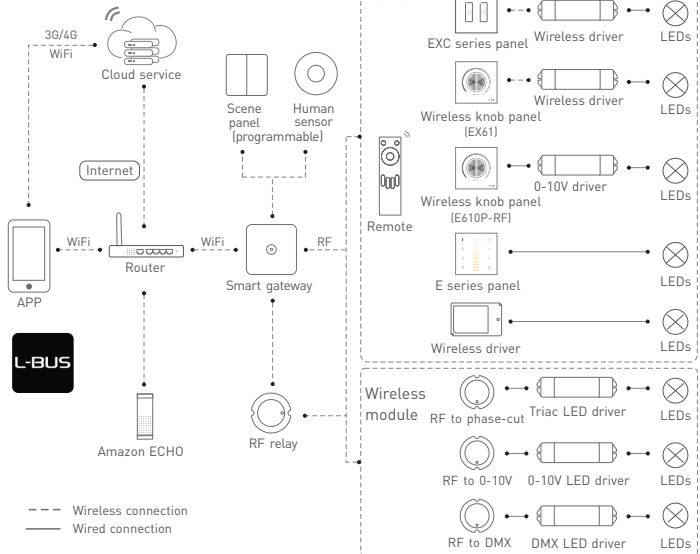 3G/4G
WiFi
Cloud service
Internet
Scene
panel
Human
sensor
(programmable)
WiFi
WiFi
RF
APP
Router
Smart gateway
L-BUS
Amazon ECHO
RF relay
Wireless connection
Wired connection
Remote
EXC series panel
Wireless driver
LEDs
Wireless knob panel
(EX61)
Wireless driver
LEDs
Wireless knob panel
(E610P-RF)
0-10V driver
LEDs
E series panel
LEDs
Wireless driver
LEDs
Wireless
module
RF to phase-cut
Triac LED driver
LEDs
RF to 0-10V
0-10V LED driver
LEDs
RF to DMX
DMX LED driver
LEDs